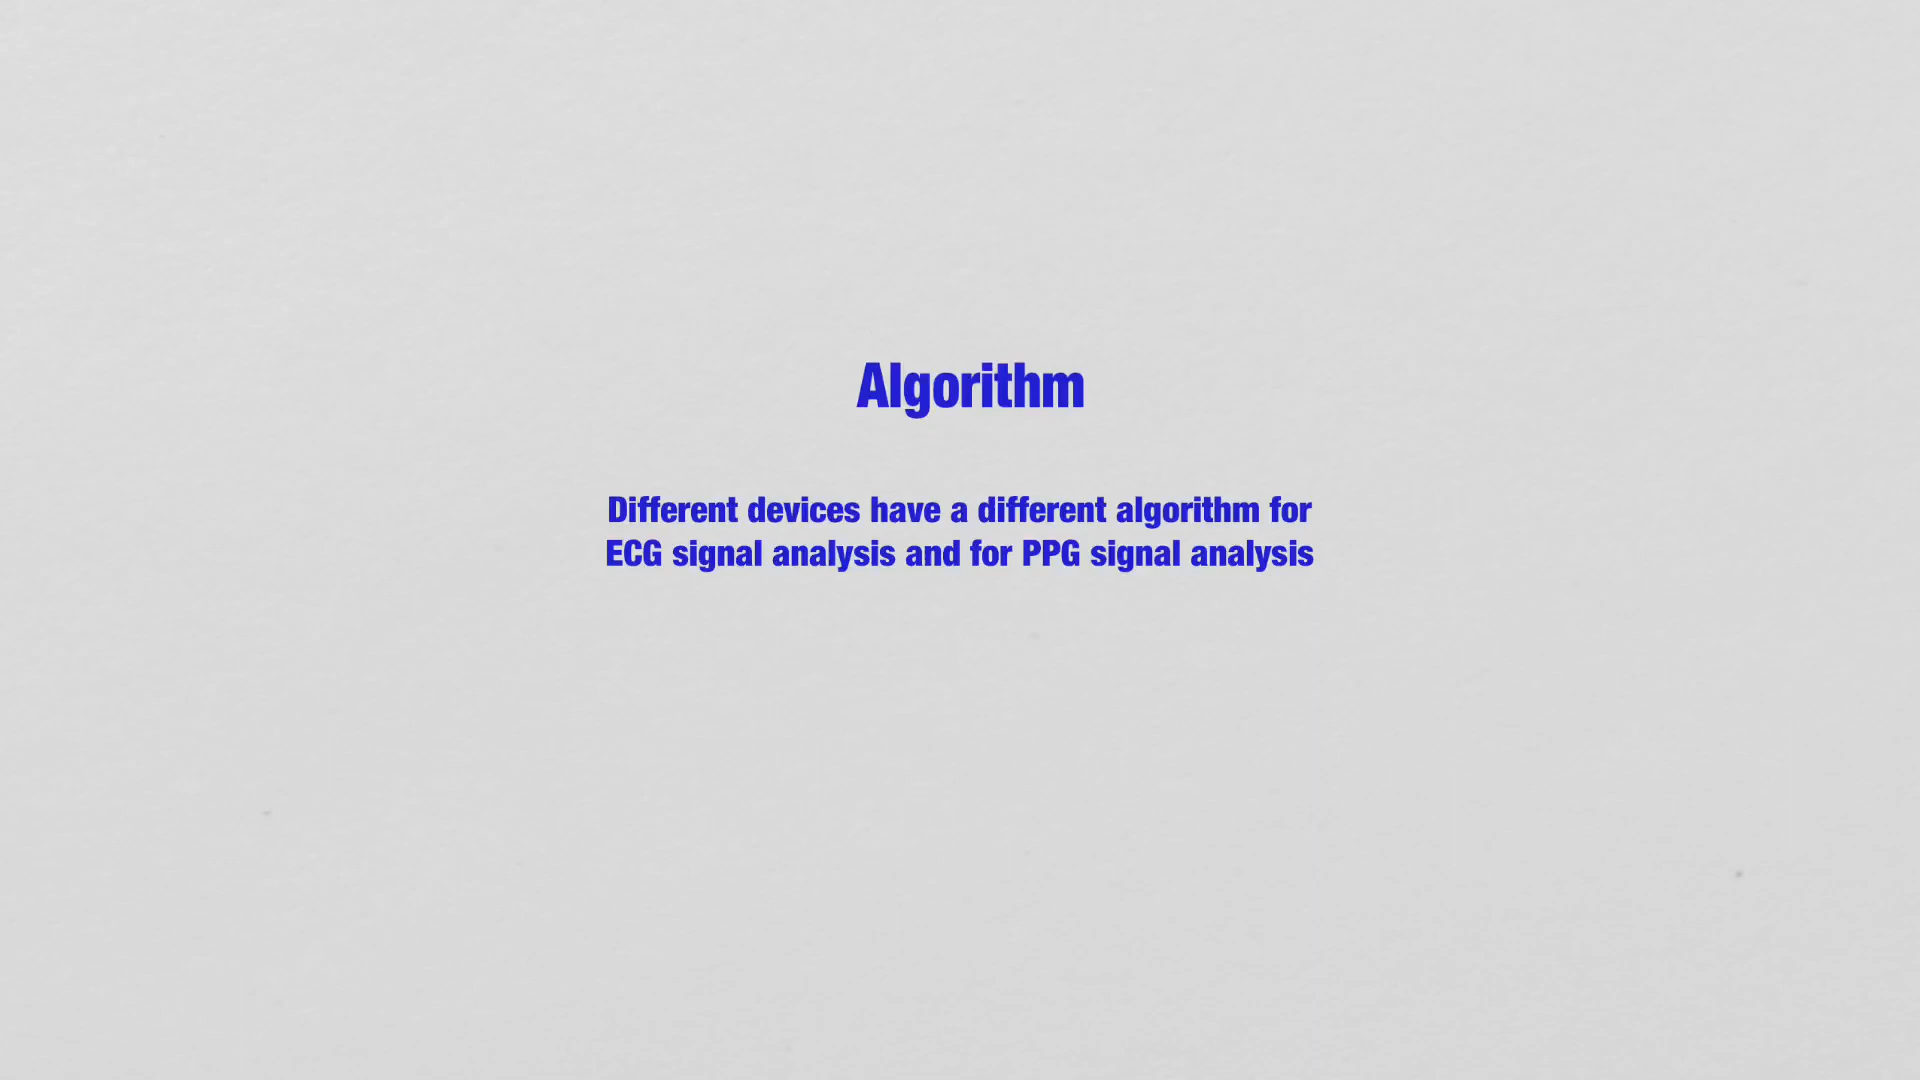 Algorithm
Different devices have a different algorithm for
ECG signal analysis and for PPG signal analysis